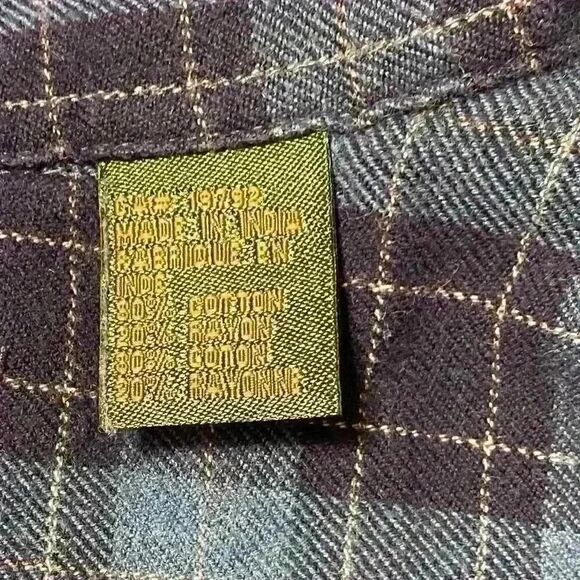 CA# 19792
MADE IN INDIA
FABRIQUE EN
INDE
80% COTTON
20% RAYON
80% COTON
20% RAYONNE